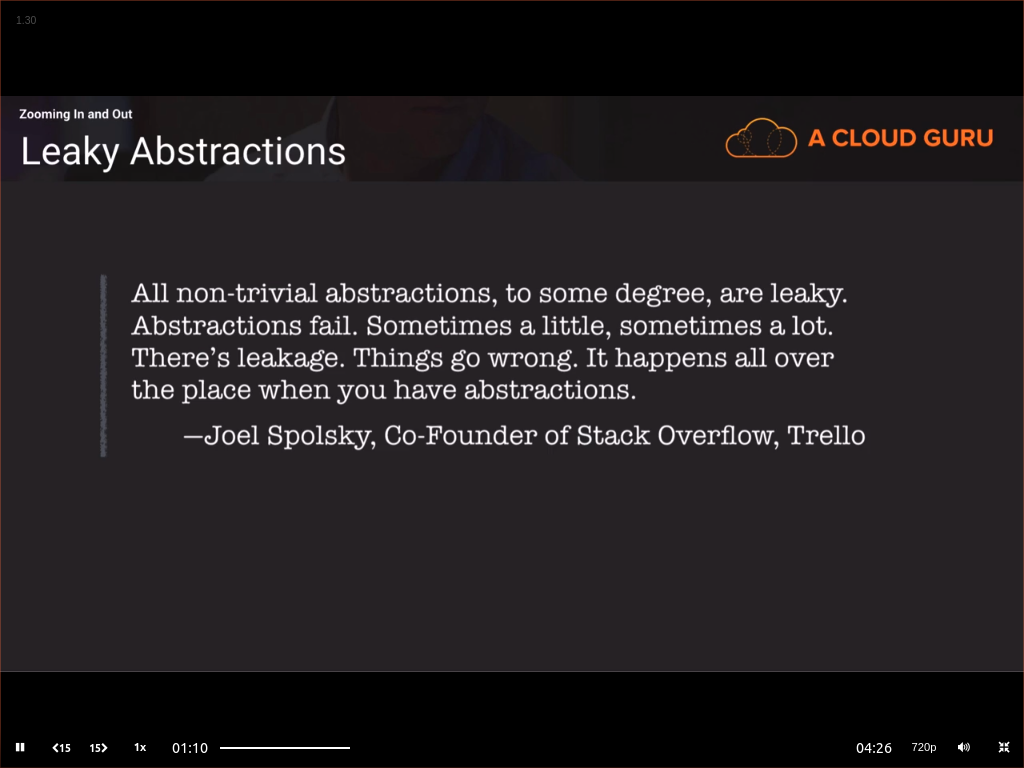 1.30
Zooming In and Out
Leaky Abstractions
A CLOUD GURU
All non-trivial abstractions, to some degree, are leaky.
Abstractions fail. Sometimes a little, sometimes a lot.
There’s leakage. Things go wrong. It happens all over
the place when you have abstractions.
—Joel Spolsky, Co-Founder of Stack Overflow, Trello
15 15 1x 01:10 04:26 720p